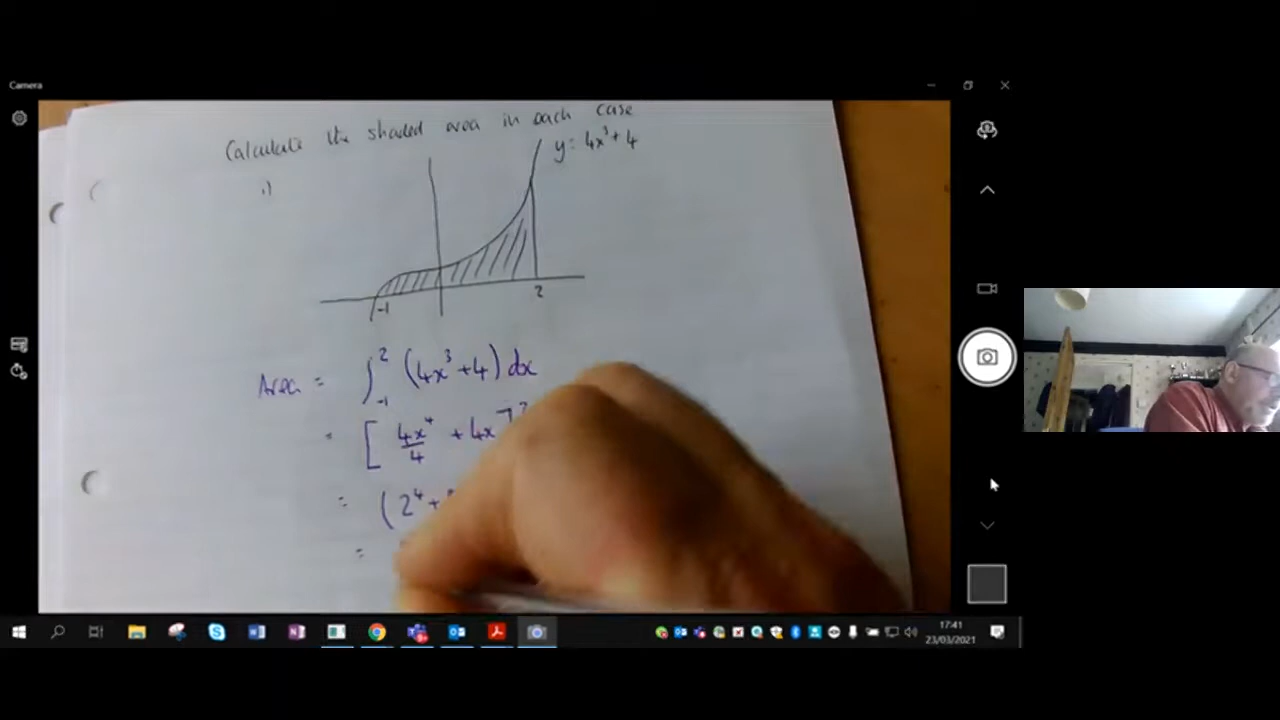 Camera
Calculate the shaded area in each case
y = 4x³ + 4
i)
-1
2
Area = ∫₋₁² (4x³ + 4) dx
= [ 4x⁴/4 + 4x ]²
= (2⁴ +
=
17:41
23/03/2021